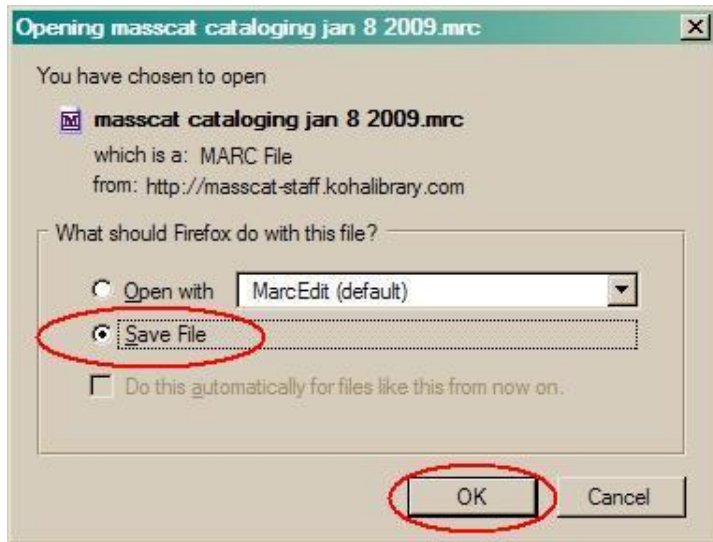 Opening masscat cataloging jan 8 2009.mrc
You have chosen to open
masscat cataloging jan 8 2009.mrc
which is a: MARC File
from: http://masscat-staff.kohalibrary.com
What should Firefox do with this file?
Open with MarcEdit (default)
Save File
Do this automatically for files like this from now on.
OK Cancel